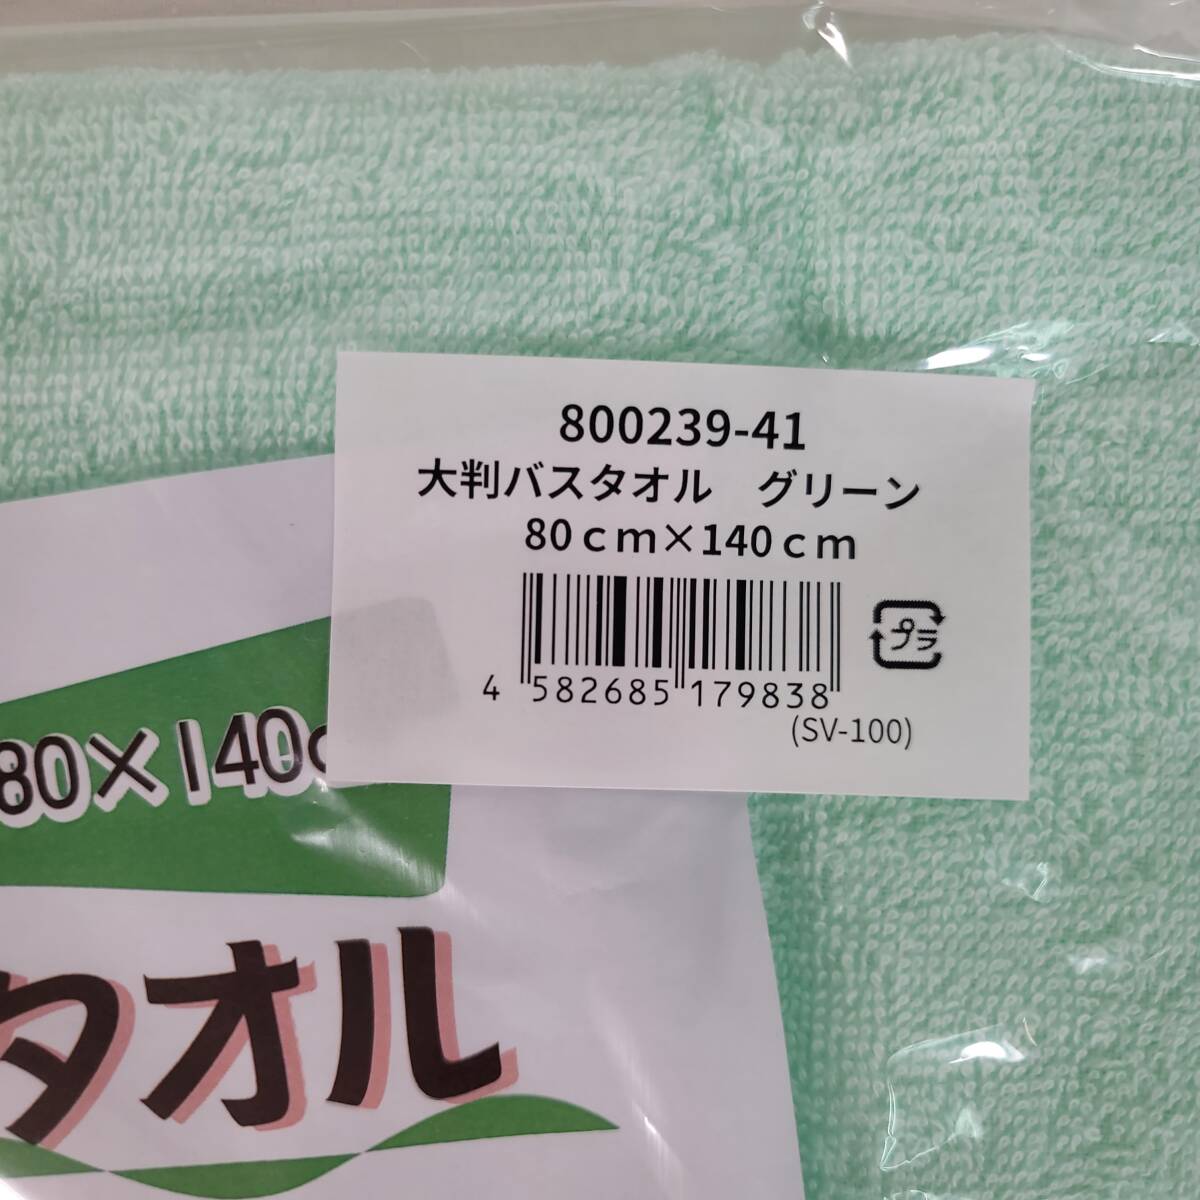 800239-41
大判バスタオル　グリーン
80ｃｍ×140ｃｍ
プラ
4 582685 179838
(SV-100)
80×140c
タオル